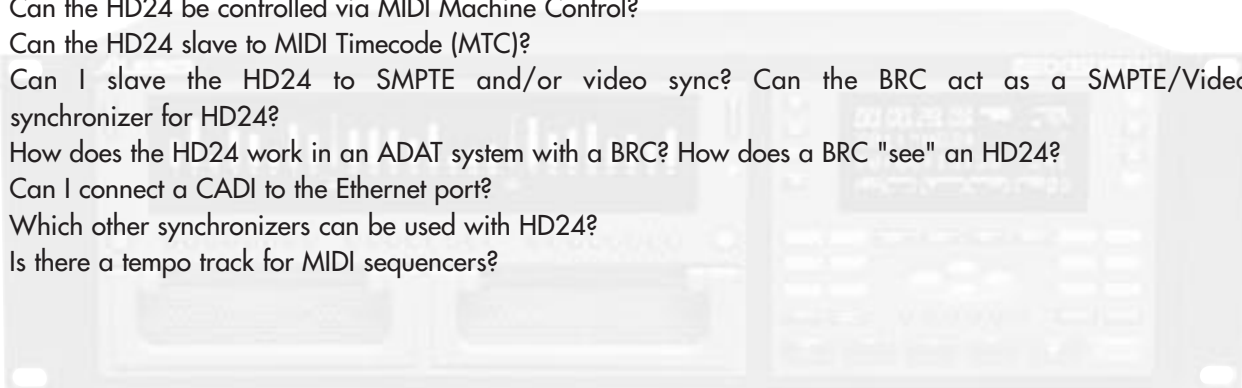 Can the HD24 be controlled via MIDI Machine Control?
Can the HD24 slave to MIDI Timecode (MTC)?
Can I slave the HD24 to SMPTE and/or video sync? Can the BRC act as a SMPTE/Video
synchronizer for HD24?
How does the HD24 work in an ADAT system with a BRC? How does a BRC "see" an HD24?
Can I connect a CADI to the Ethernet port?
Which other synchronizers can be used with HD24?
Is there a tempo track for MIDI sequencers?